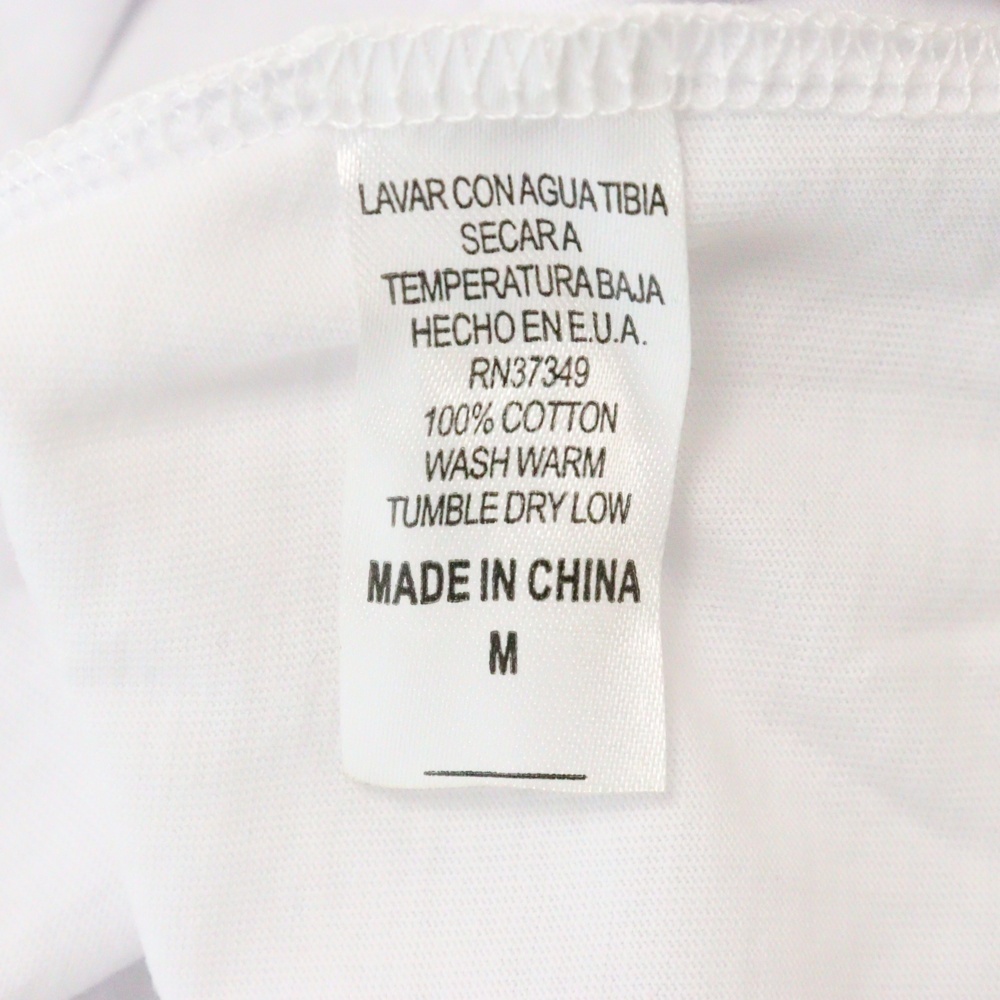 LAVAR CON AGUA TIBIA
SECAR A
TEMPERATURA BAJA
HECHO EN E.U.A.
RN37349
100% COTTON
WASH WARM
TUMBLE DRY LOW
MADE IN CHINA
M